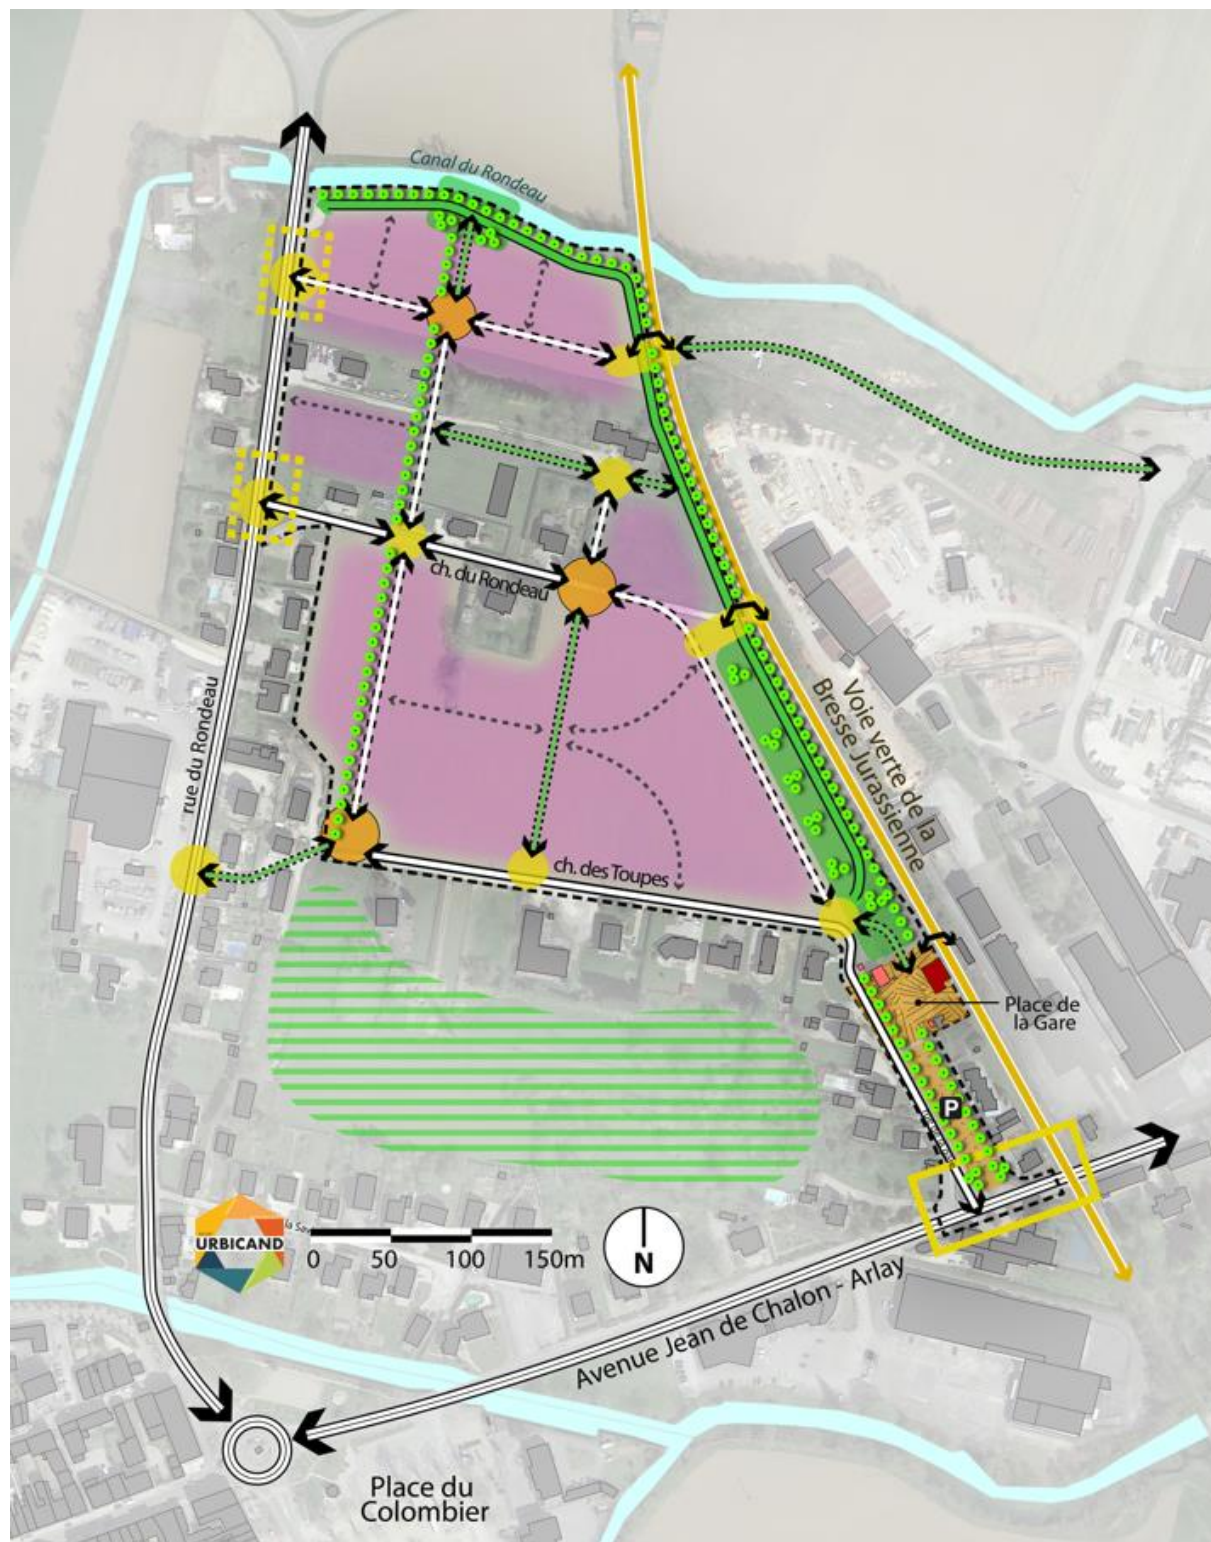 Canal du Rondeau
ch. du Rondeau
rue du Rondeau
Voie verte de la
Bresse Jurassienne
ch. des Toupes
Place de
la Gare
P
URBICAND
0 50 100 150m
N
Avenue Jean de Chalon - Arlay
Place du
Colombier